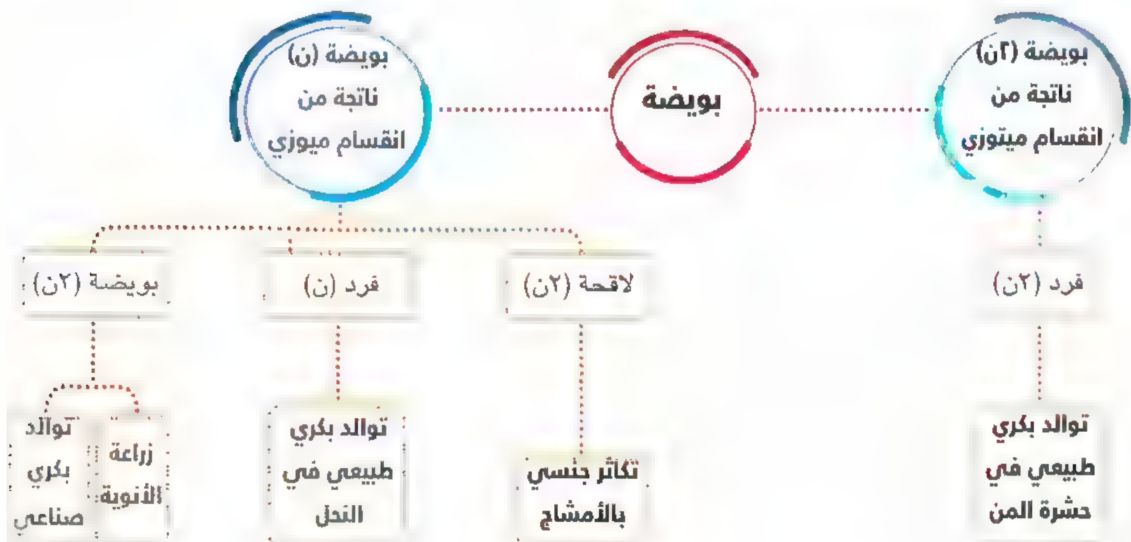 بويضة (٢ن)
ناتجة من
انقسام ميتوزي
بويضة
بويضة (ن)
ناتجة من
انقسام ميوزي
فرد (٢ن)
لاقحة (٢ن)
فرد (ن)
بويضة (٢ن)
توالد بكري
طبيعي في
حشرة المن
تكاثر جنسي
بالأمشاج
توالد بكري
طبيعي في
النحل
زراعة
الأنوية
توالد
بكري
صناعي